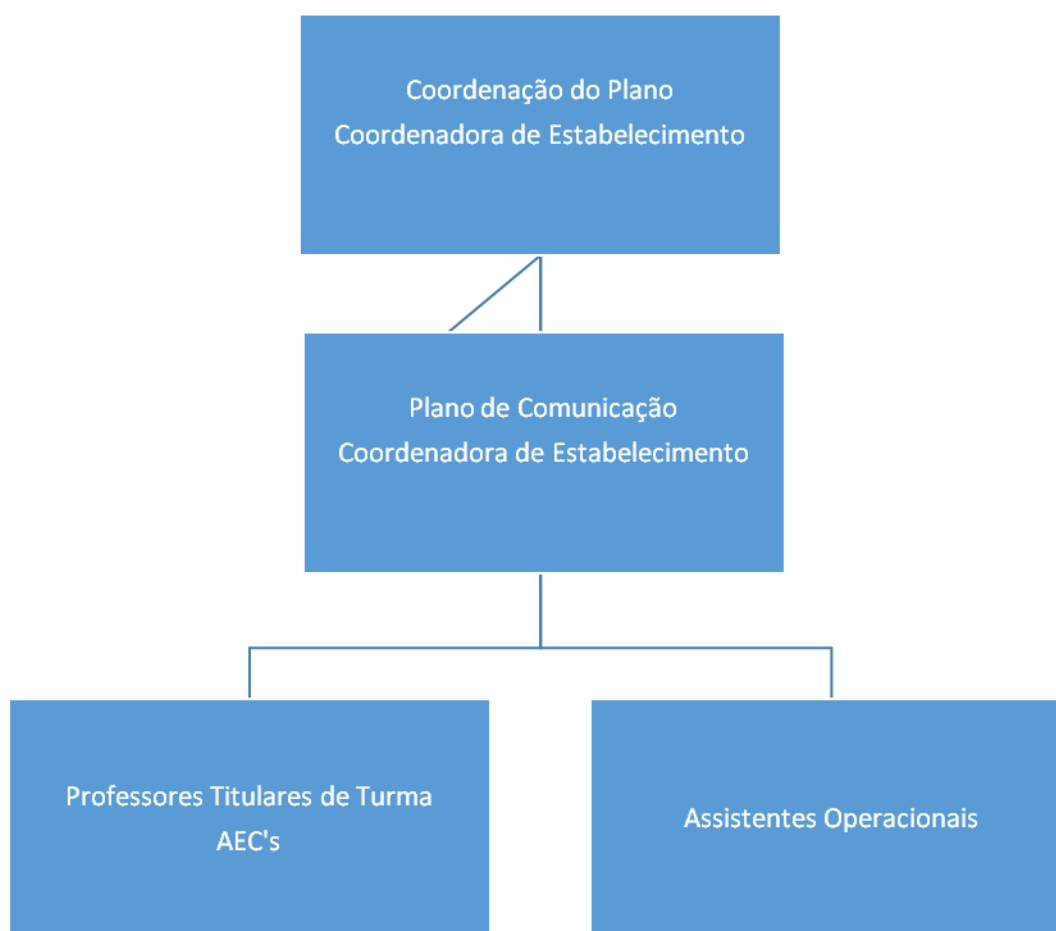 Coordenação do Plano
Coordenadora de Estabelecimento
Plano de Comunicação
Coordenadora de Estabelecimento
Professores Titulares de Turma
AEC's
Assistentes Operacionais